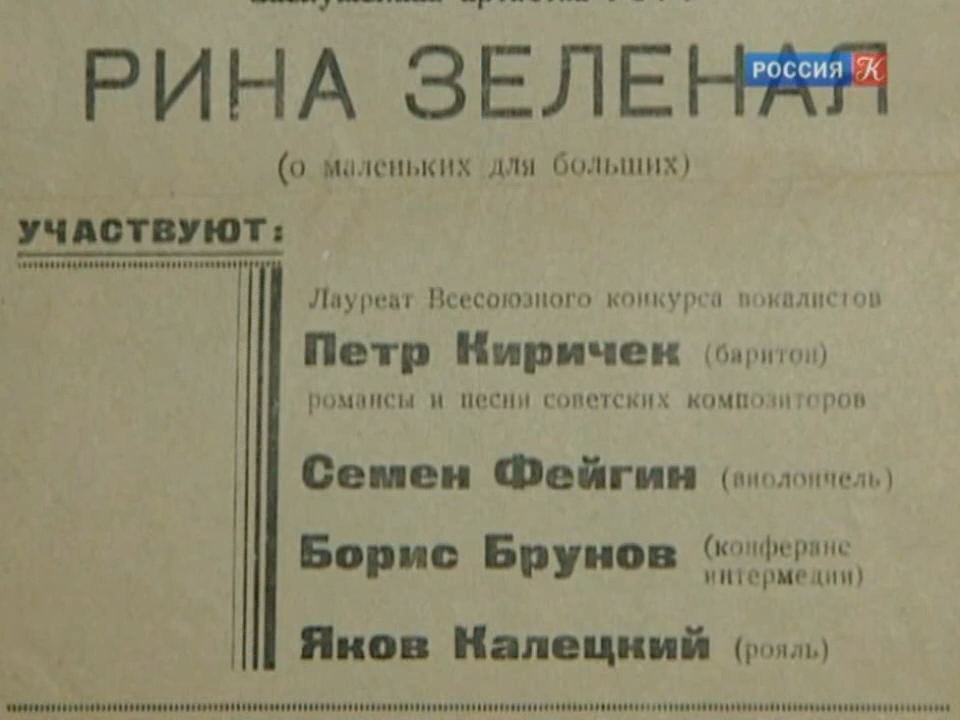 РИНА ЗЕЛЕНАЯ
РОССИЯ К
(о маленьких для больших)
УЧАСТВУЮТ:
Лауреат Всесоюзного конкурса вокалистов
Петр Киричек (баритон)
романсы и песни советских композиторов
Семен Фейгин (виолончель)
Борис Брунов (конферанс
интермедии)
Яков Калецкий (рояль)